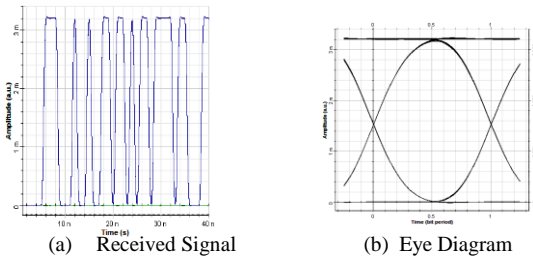 0 0.5 1
Amplitude (a.u.)
3 m
2 m
1 m
0
10 n 20 n 30 n 40 n
Time (s)
Amplitude (a.u.)
3 m
2 m
1 m
0
0 0.5 1
Time (bit period)
(a) Received Signal (b) Eye Diagram